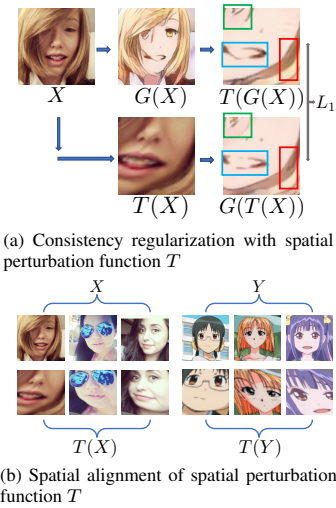 X G(X) T(G(X))
L1
T(X) G(T(X))
(a) Consistency regularization with spatial
perturbation function T
X Y
T(X) T(Y)
(b) Spatial alignment of spatial perturbation
function T